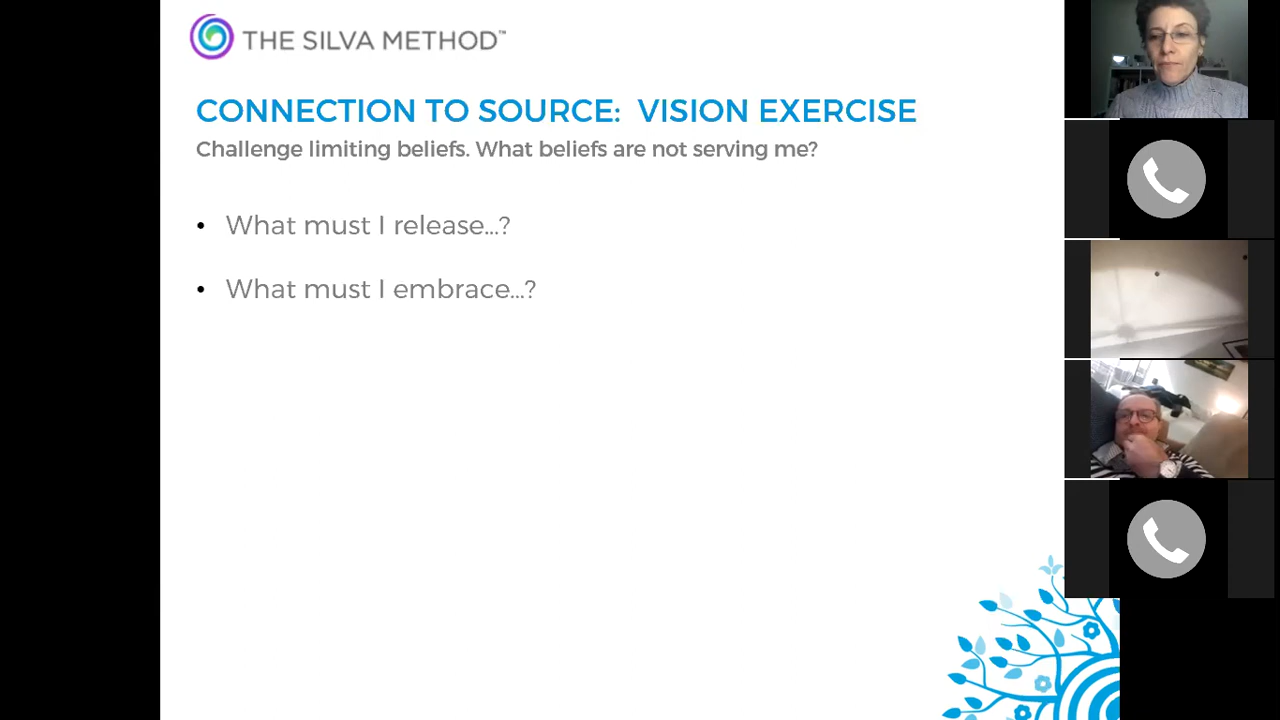 THE SILVA METHOD™
CONNECTION TO SOURCE: VISION EXERCISE
Challenge limiting beliefs. What beliefs are not serving me?
• What must I release...?
• What must I embrace...?